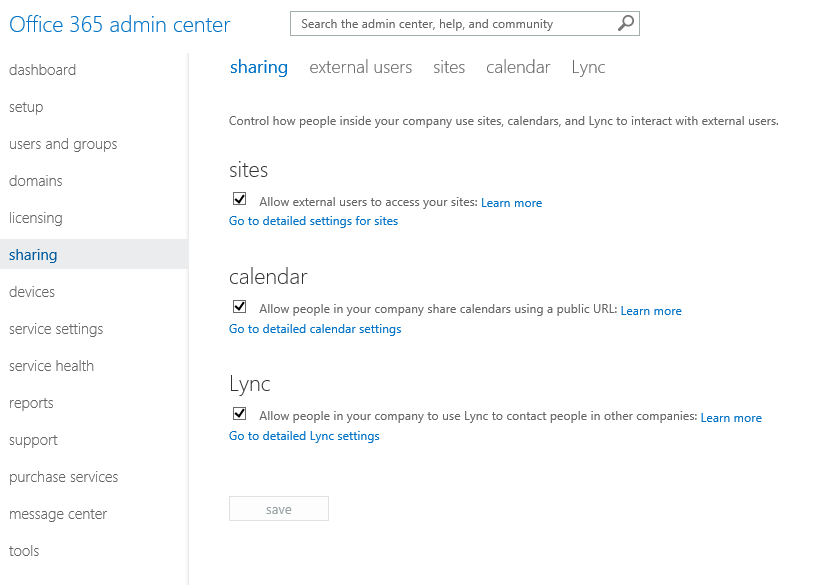 Office 365 admin center
Search the admin center, help, and community
dashboard
setup
users and groups
domains
licensing
sharing
devices
service settings
service health
reports
support
purchase services
message center
tools
sharing external users sites calendar Lync
Control how people inside your company use sites, calendars, and Lync to interact with external users.
sites
Allow external users to access your sites: Learn more
Go to detailed settings for sites
calendar
Allow people in your company share calendars using a public URL: Learn more
Go to detailed calendar settings
Lync
Allow people in your company to use Lync to contact people in other companies: Learn more
Go to detailed Lync settings
save